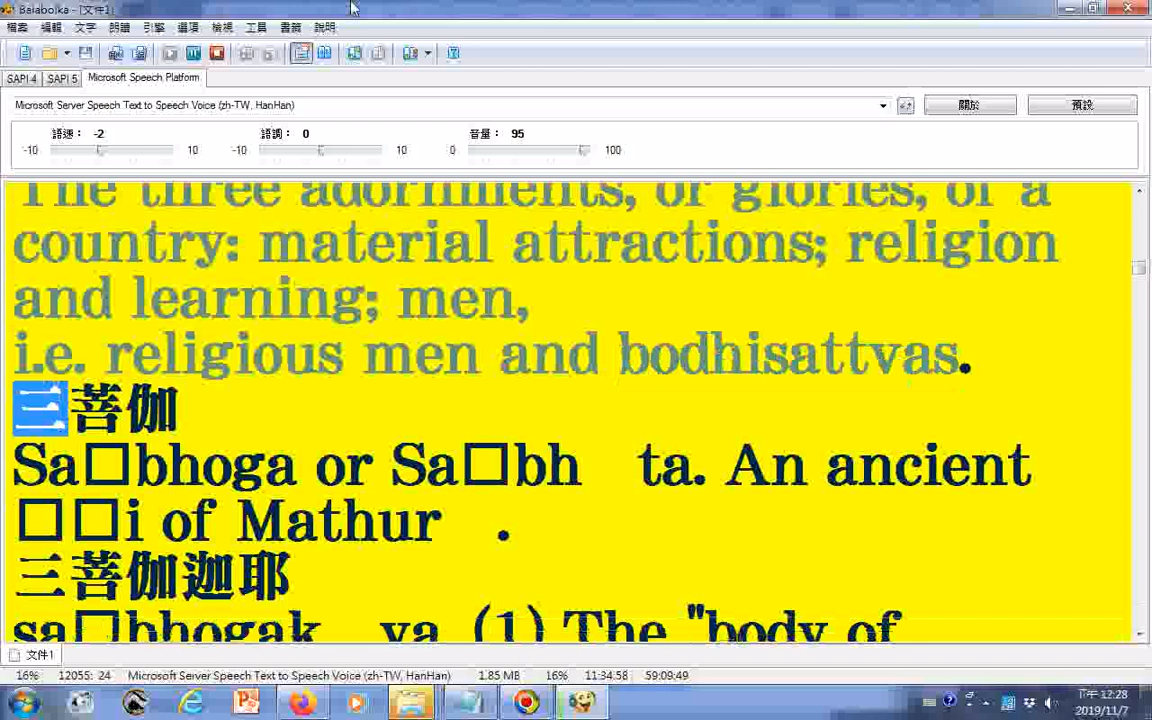 Balabolka - [文件1]
檔案 編輯 文字 朗讀 引擎 選項 檢視 工具 書籤 說明
SAPI 4 SAPI 5 Microsoft Speech Platform
Microsoft Server Speech Text to Speech Voice (zh-TW, HanHan) 關於 預設
語速： -2 語調： 0 音量： 95
-10 10 -10 10 0 100
The three adornments, or glories, of a
country: material attractions; religion
and learning; men,
i.e. religious men and bodhisattvas.
三菩伽
Sa□bhoga or Sa□bh ta. An ancient
□□i of Mathur .
三菩伽迦耶
sa□bhogak ya (1) The "body of
文件1
16% 12055: 24 Microsoft Server Speech Text to Speech Voice (zh-TW, HanHan) 1.85 MB 16% 11:34:58 59:09:49
下午 12:28
2019/11/7